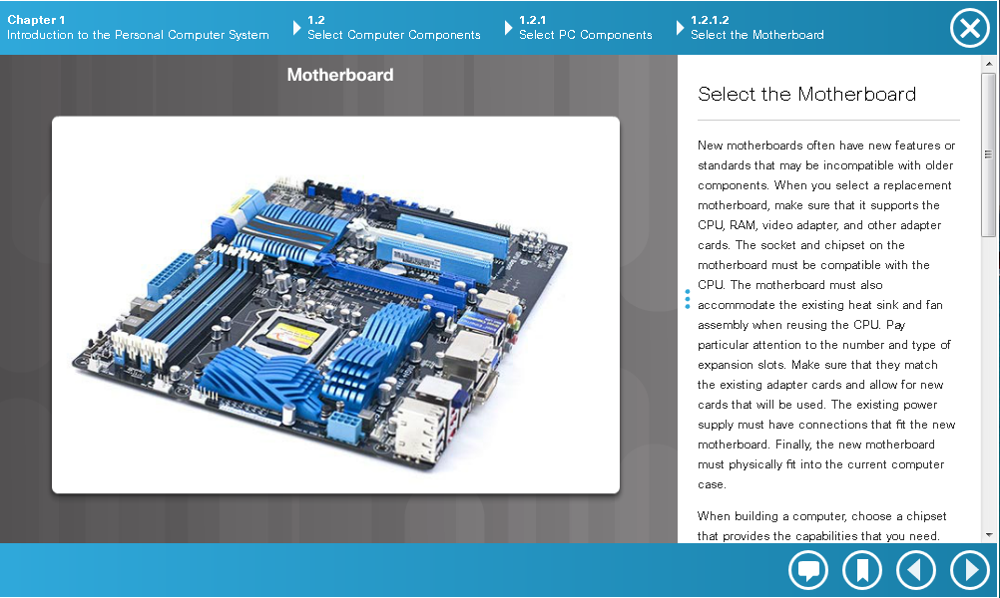 Chapter 1
Introduction to the Personal Computer System
1.2
Select Computer Components
1.2.1
Select PC Components
1.2.1.2
Select the Motherboard
Motherboard
Select the Motherboard
New motherboards often have new features or
standards that may be incompatible with older
components. When you select a replacement
motherboard, make sure that it supports the
CPU, RAM, video adapter, and other adapter
cards. The socket and chipset on the
motherboard must be compatible with the
CPU. The motherboard must also
accommodate the existing heat sink and fan
assembly when reusing the CPU. Pay
particular attention to the number and type of
expansion slots. Make sure that they match
the existing adapter cards and allow for new
cards that will be used. The existing power
supply must have connections that fit the new
motherboard. Finally, the new motherboard
must physically fit into the current computer
case.
When building a computer, choose a chipset
that provides the capabilities that you need.